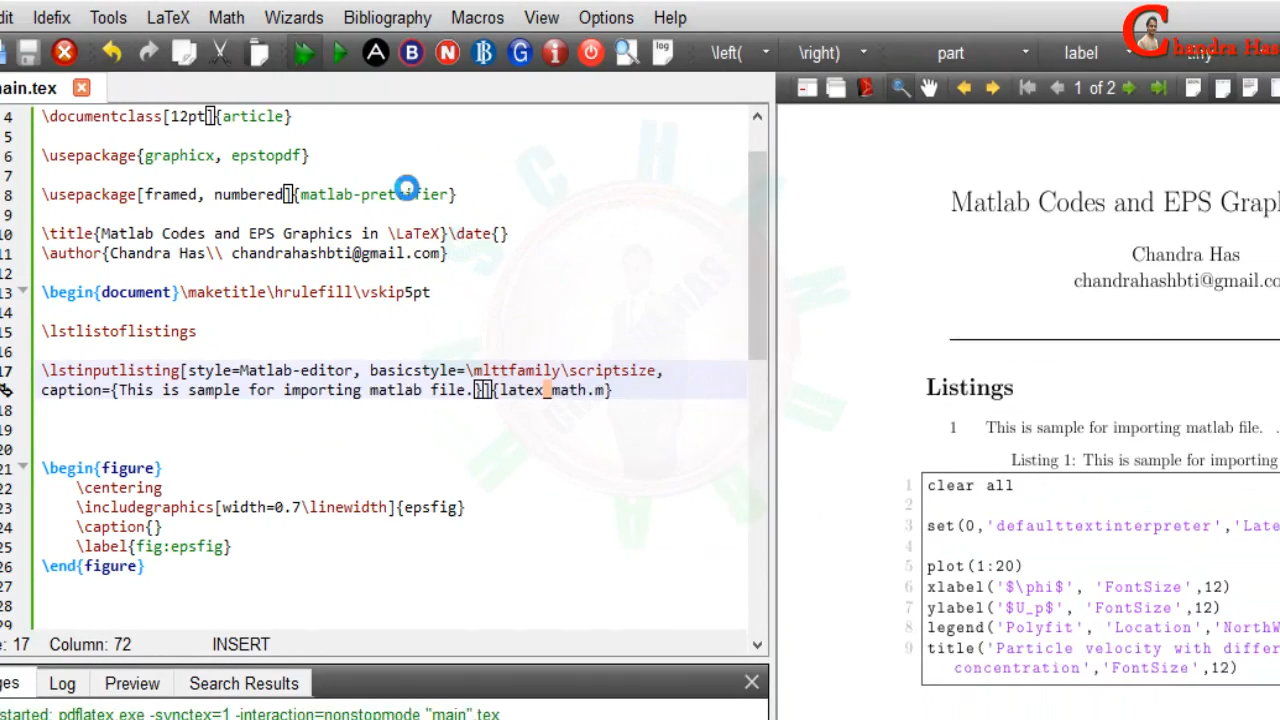 dit Idefix Tools LaTeX Math Wizards Bibliography Macros View Options Help
Chandra Has
A B N G i log \left( \right) part label tiny
main.tex
1 of 2
4 \documentclass[12pt]{article}
5
6 \usepackage{graphicx, epstopdf}
7
8 \usepackage[framed, numbered]{matlab-prettifier}
9
10 \title{Matlab Codes and EPS Graphics in \LaTeX}\date{}
11 \author{Chandra Has\\ chandrahashbti@gmail.com}
12
13 \begin{document}\maketitle\hrulefill\vskip5pt
14
15 \lstlistoflistings
16
17 \lstinputlisting[style=Matlab-editor, basicstyle=\mlttfamily\scriptsize,
caption={This is sample for importing matlab file.}]{latex_math.m}
18
19
20
21 \begin{figure}
22 \centering
23 \includegraphics[width=0.7\linewidth]{epsfig}
24 \caption{}
25 \label{fig:epsfig}
26 \end{figure}
27
28
29
e: 17 Column: 72 INSERT
ges Log Preview Search Results
started: pdflatex.exe -synctex=1 -interaction=nonstopmode "main".tex
Matlab Codes and EPS Grap
Chandra Has
chandrahashbti@gmail.co
Listings
1 This is sample for importing matlab file. .
Listing 1: This is sample for importing
1 clear all
2
3 set(0,'defaulttextinterpreter','Late
4
5 plot(1:20)
6 xlabel('$\phi$', 'FontSize',12)
7 ylabel('$U_p$', 'FontSize',12)
8 legend('Polyfit', 'Location','NorthW
9 title('Particle velocity with differ
concentration','FontSize',12)